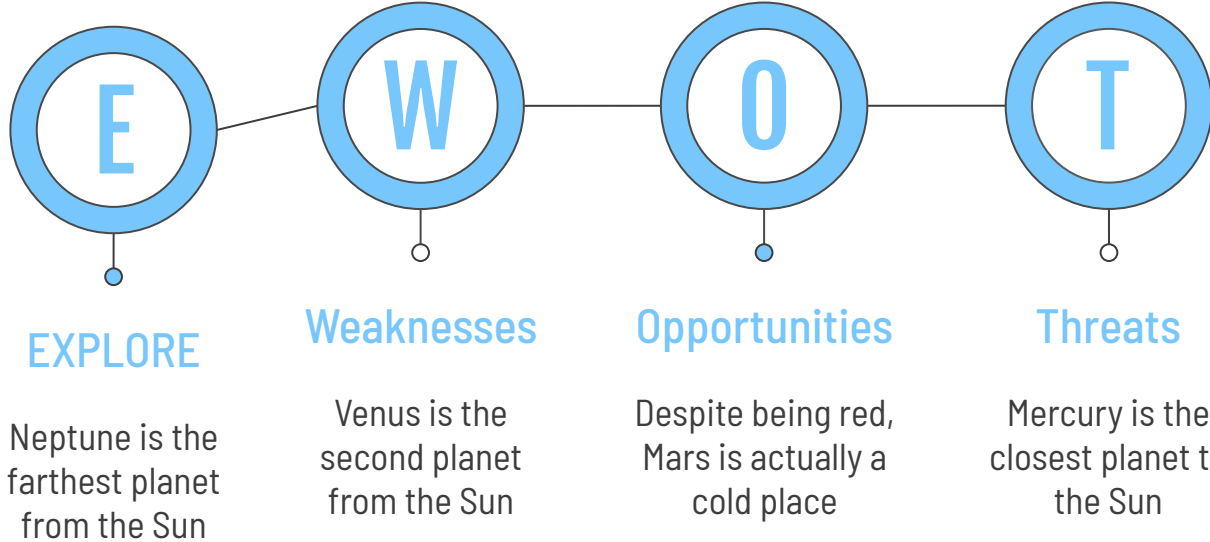 E
W
O
T
EXPLORE
Neptune is the
farthest planet
from the Sun
Weaknesses
Venus is the
second planet
from the Sun
Opportunities
Despite being red,
Mars is actually a
cold place
Threats
Mercury is the
closest planet t
the Sun